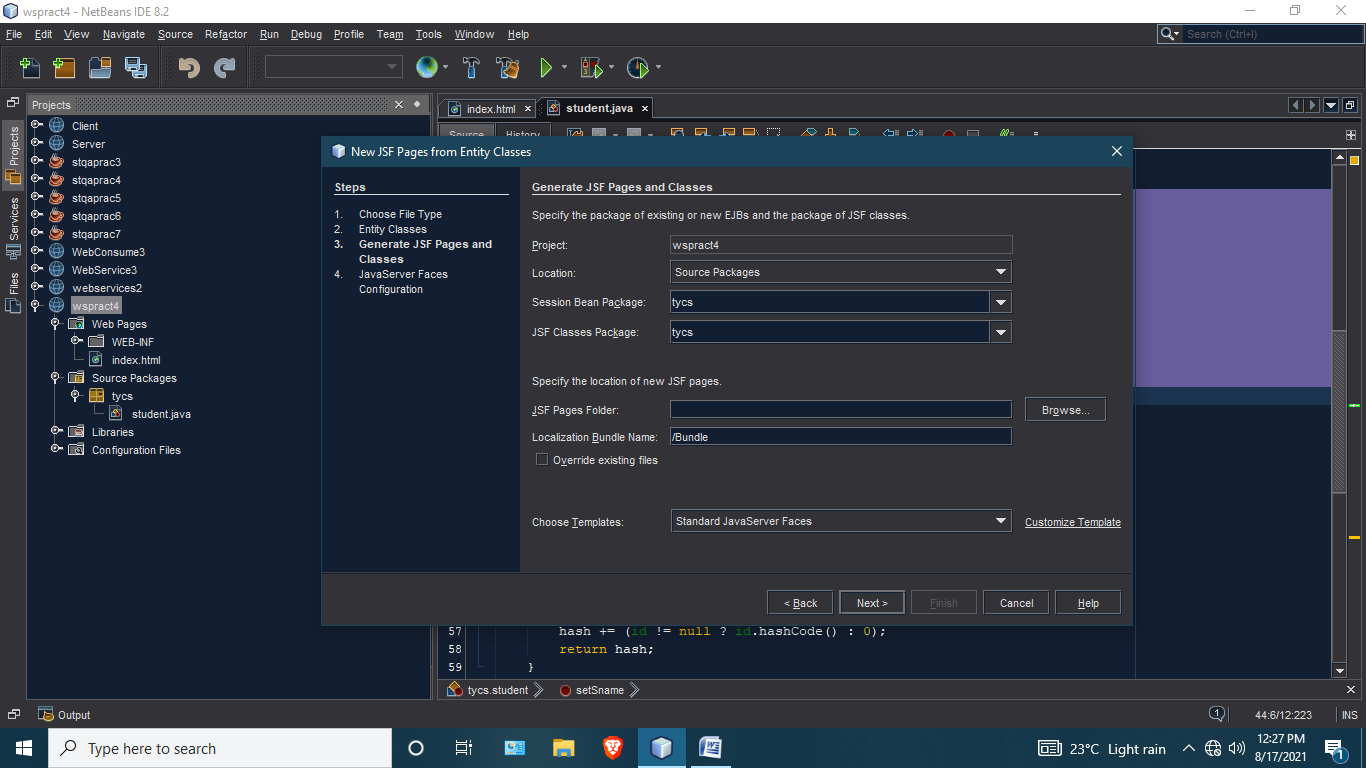 wspract4 - NetBeans IDE 8.2
File Edit View Navigate Source Refactor Run Debug Profile Team Tools Window Help
Search (Ctrl+I)
Projects
index.html
student.java
Source History
Projects
Services
Files
Client
Server
stqaprac3
stqaprac4
stqaprac5
stqaprac6
stqaprac7
WebConsume3
WebService3
webservices2
wspract4
Web Pages
WEB-INF
index.html
Source Packages
tycs
student.java
Libraries
Configuration Files
New JSF Pages from Entity Classes
Steps
1. Choose File Type
2. Entity Classes
3. Generate JSF Pages and
Classes
4. JavaServer Faces
Configuration
Generate JSF Pages and Classes
Specify the package of existing or new EJBs and the package of JSF classes.
Project: wspract4
Location: Source Packages
Session Bean Package: tycs
JSF Classes Package: tycs
Specify the location of new JSF pages.
JSF Pages Folder: Browse...
Localization Bundle Name: /Bundle
Override existing files
Choose Templates: Standard JavaServer Faces Customize Template
< Back Next > Finish Cancel Help
57 hash += (id != null ? id.hashCode() : 0);
58 return hash;
59 }
tycs.student setSname
Output
1 44:6/12:223 INS
Type here to search
23°C Light rain
12:27 PM
8/17/2021
1